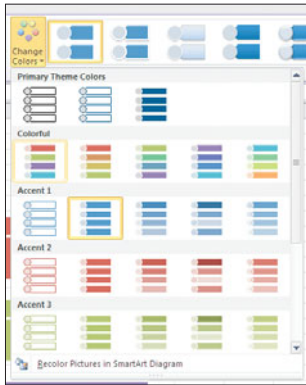 Change
Colors
Primary Theme Colors
Colorful
Accent 1
Accent 2
Accent 3
Recolor Pictures in SmartArt Diagram